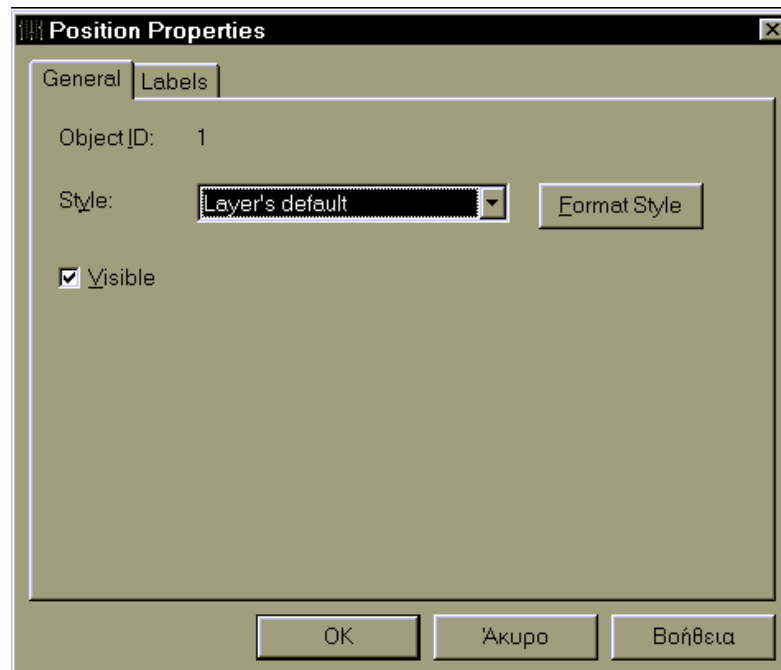 Position Properties
General Labels
Object ID: 1
Style: Layer's default Format Style
Visible
OK Άκυρο Βοήθεια